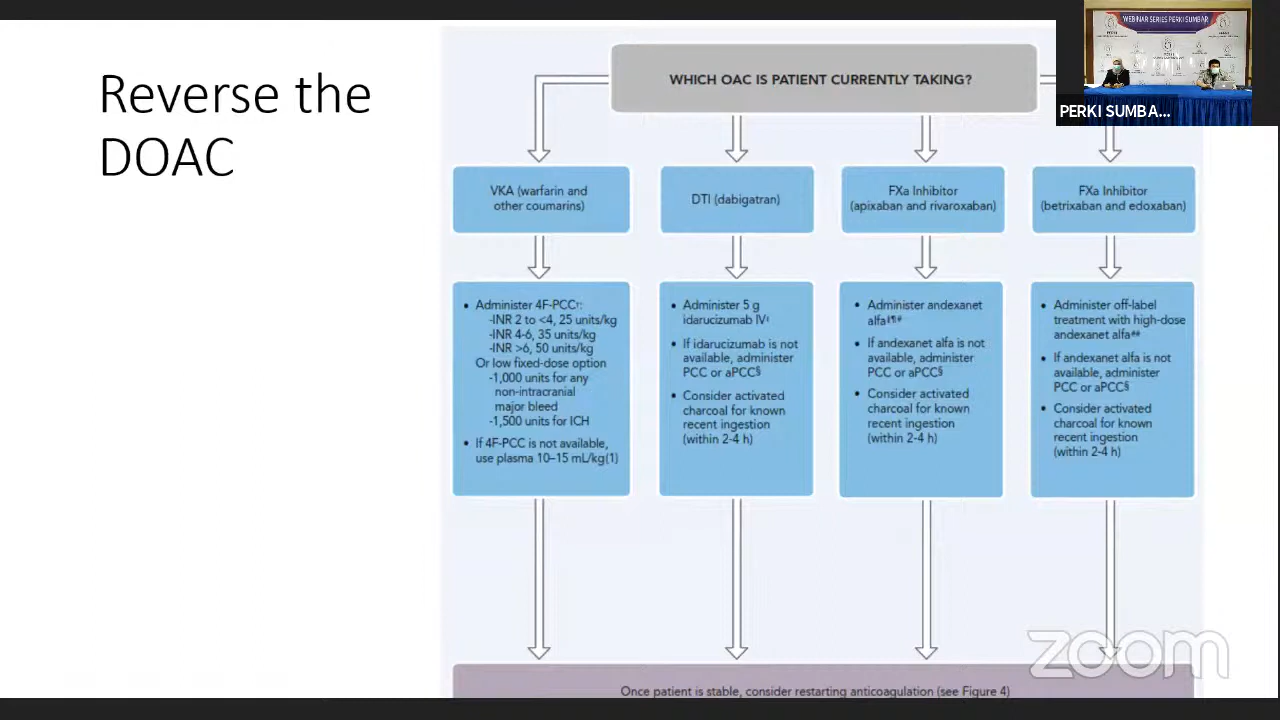 Reverse the
DOAC
WHICH OAC IS PATIENT CURRENTLY TAKING?
WEBINAR SERIES PERKI SUMBAR
PERKI SUMBA...
VKA (warfarin and
other coumarins)
DTI (dabigatran)
FXa Inhibitor
(apixaban and rivaroxaban)
FXa Inhibitor
(betrixaban and edoxaban)
• Administer 4F-PCC†:
-INR 2 to <4, 25 units/kg
-INR 4-6, 35 units/kg
-INR >6, 50 units/kg
Or low fixed-dose option
-1,000 units for any
non-intracranial
major bleed
-1,500 units for ICH
• If 4F-PCC is not available,
use plasma 10–15 mL/kg(1)
• Administer 5 g
idarucizumab IV‡
• If idarucizumab is not
available, administer
PCC or aPCC§
• Consider activated
charcoal for known
recent ingestion
(within 2-4 h)
• Administer andexanet
alfa‖¶#
• If andexanet alfa is not
available, administer
PCC or aPCC§
• Consider activated
charcoal for known
recent ingestion
(within 2-4 h)
• Administer off-label
treatment with high-dose
andexanet alfa**
• If andexanet alfa is not
available, administer
PCC or aPCC§
• Consider activated
charcoal for known
recent ingestion
(within 2-4 h)
Once patient is stable, consider restarting anticoagulation (see Figure 4)
zoom